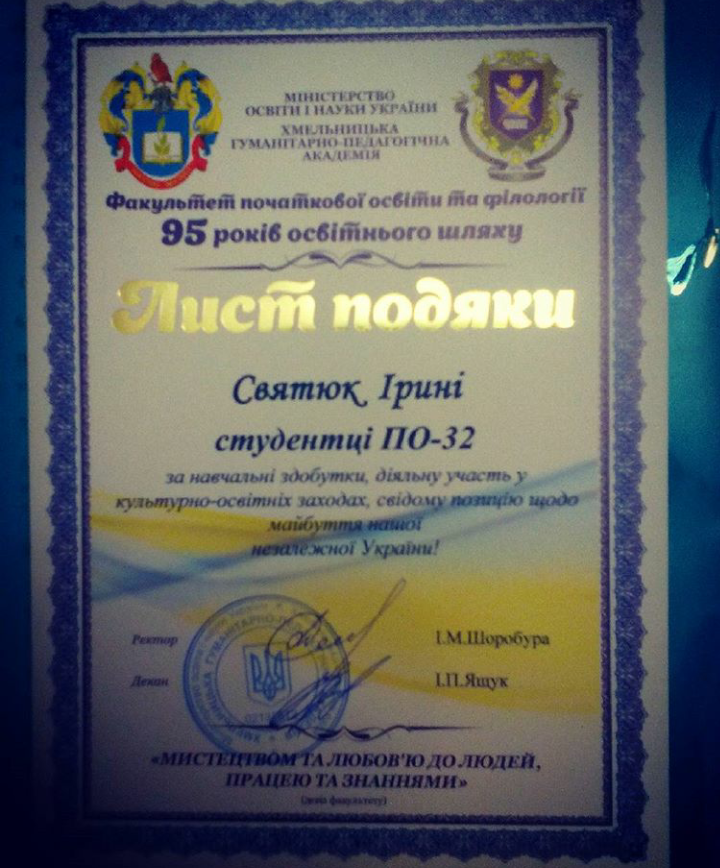 МІНІСТЕРСТВО
ОСВІТИ І НАУКИ УКРАЇНИ
ХМЕЛЬНИЦЬКА
ГУМАНІТАРНО-ПЕДАГОГІЧНА
АКАДЕМІЯ
Факультет початкової освіти та філології
95 років освітнього шляху
Лист подяки
Святюк Ірині
студентці ПО-32
за навчальні здобутки, діяльну участь у
культурно-освітніх заходах, свідому позицію щодо
майбуття нашої
незалежної України!
Ректор І.М.Шоробура
Декан І.П.Ящук
«МИСТЕЦТВОМ ТА ЛЮБОВ'Ю ДО ЛЮДЕЙ,
ПРАЦЕЮ ТА ЗНАННЯМИ»
(девіз факультету)